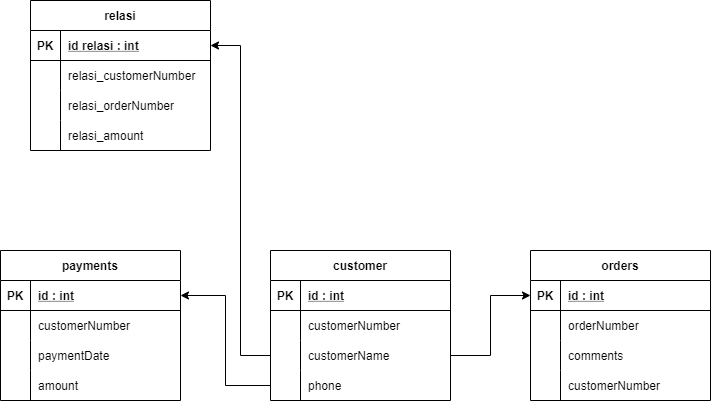 relasi
PK id relasi : int
relasi_customerNumber
relasi_orderNumber
relasi_amount
payments
PK id : int
customerNumber
paymentDate
amount
customer
PK id : int
customerNumber
customerName
phone
orders
PK id : int
orderNumber
comments
customerNumber